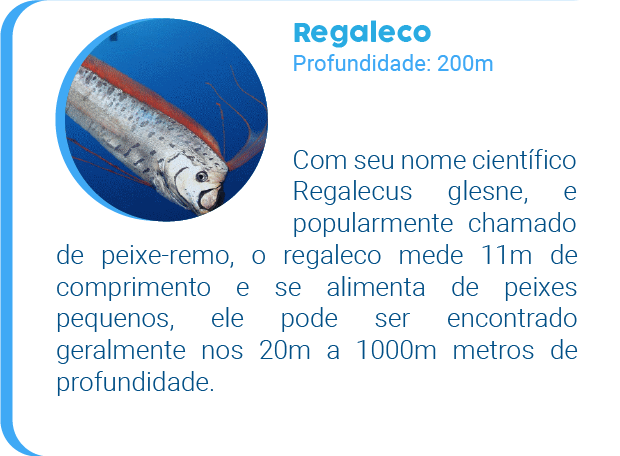 Regaleco
Profundidade: 200m
Com seu nome científico
Regalecus glesne, e
popularmente chamado
de peixe-remo, o regaleco mede 11m de
comprimento e se alimenta de peixes
pequenos, ele pode ser encontrado
geralmente nos 20m a 1000m metros de
profundidade.